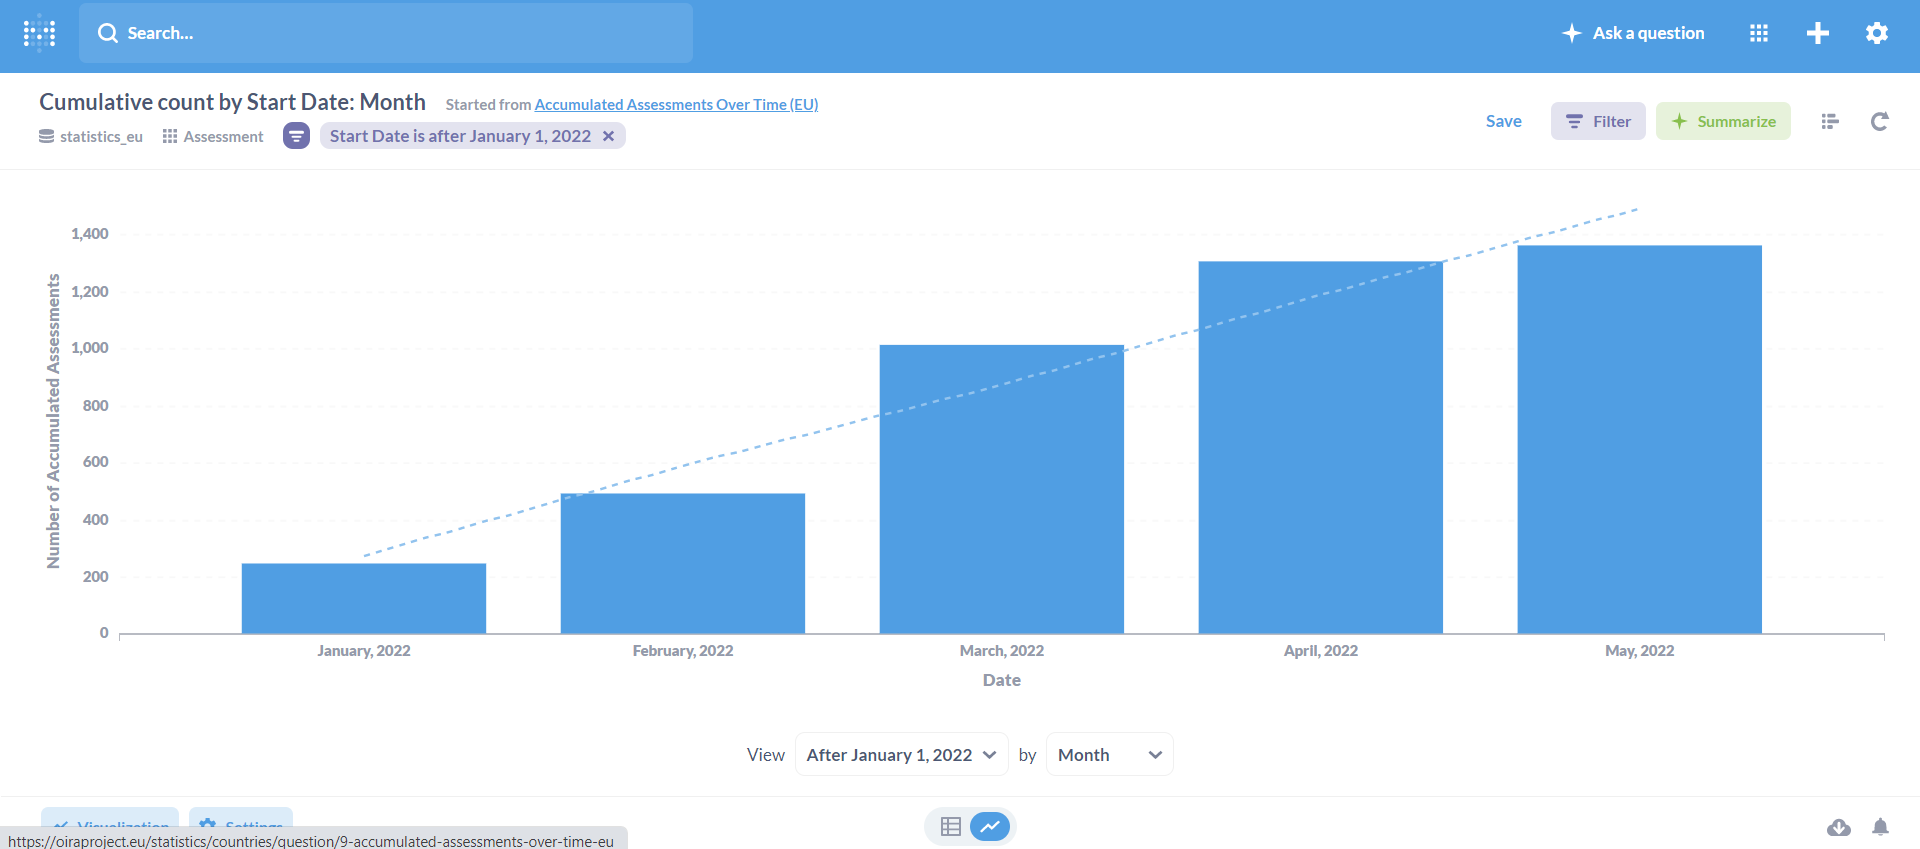 Search...
Ask a question
Cumulative count by Start Date: Month
Started from Accumulated Assessments Over Time (EU)
statistics_eu
Assessment
Start Date is after January 1, 2022
Save
Filter
Summarize
Number of Accumulated Assessments
1,400
1,200
1,000
800
600
400
200
0
January, 2022
February, 2022
March, 2022
April, 2022
May, 2022
Date
View
After January 1, 2022
by
Month
Visualization
Settings
https://oiraproject.eu/statistics/countries/question/9-accumulated-assessments-over-time-eu